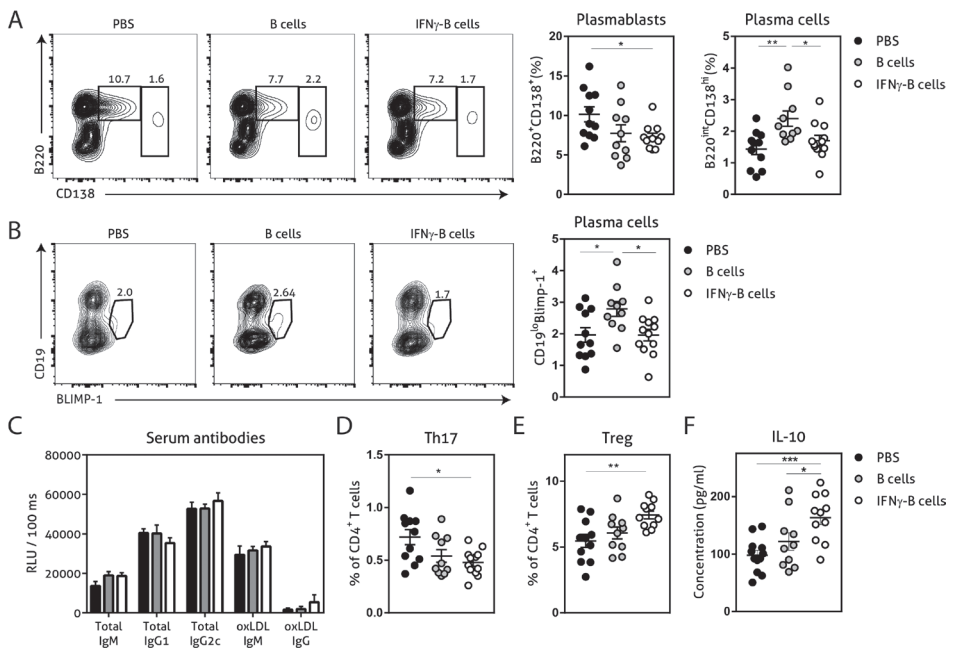 A
PBS
B cells
IFNγ-B cells
10.7
1.6
7.7
2.2
7.2
1.7
B220
CD138
Plasmablasts
B220+CD138+(%)
20
15
10
5
0
*
Plasma cells
B220intCD138hi(%)
5
4
3
2
1
0
** *
PBS
B cells
IFNγ-B cells
B
PBS
B cells
IFNγ-B cells
2.0
2.64
1.7
CD19
BLIMP-1
Plasma cells
CD19loBlimp-1+
5
4
3
2
1
0
* *
PBS
B cells
IFNγ-B cells
C
Serum antibodies
RLU / 100 ms
80000
60000
40000
20000
0
Total IgM
Total IgG1
Total IgG2c
oxLDL IgM
oxLDL IgG
D
Th17
% of CD4+ T cells
1.5
1.0
0.5
0.0
*
E
Treg
% of CD4+ T cells
10
5
0
**
F
IL-10
Concentration (pg/ml)
200
100
0
***
*
PBS
B cells
IFNγ-B cells